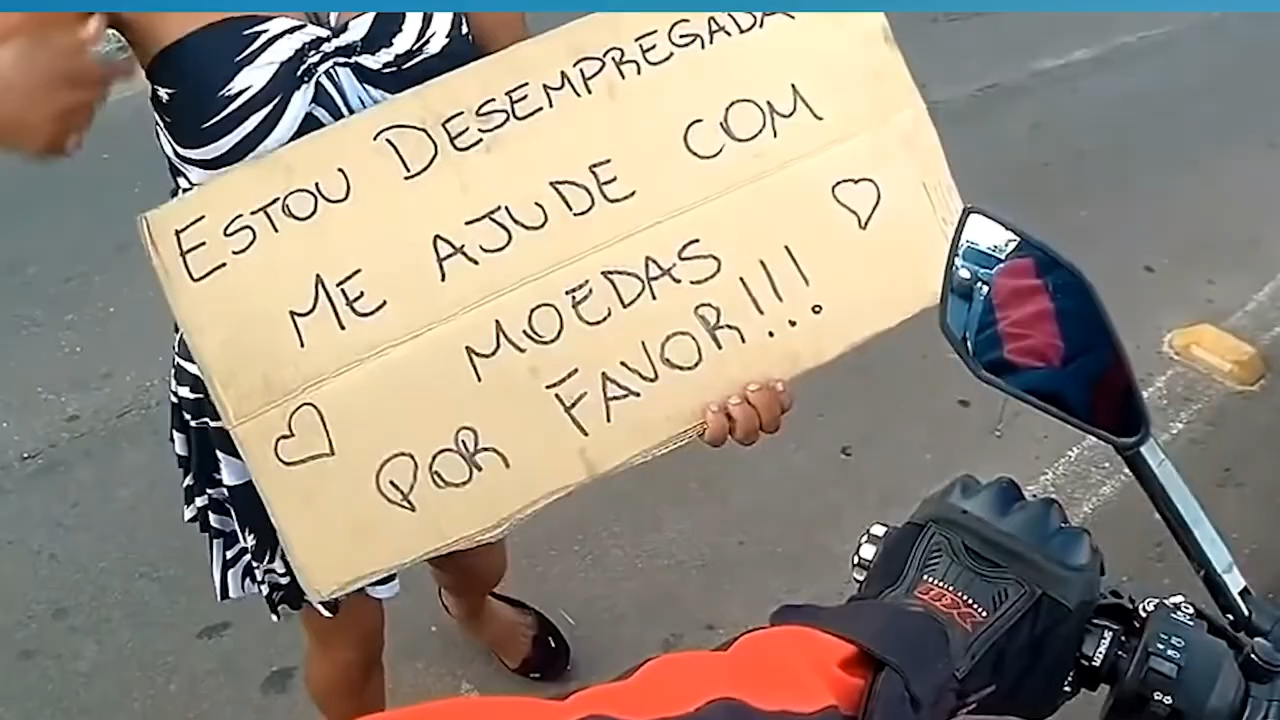 ESTOU DESEMPREGADA
ME AJUDE COM
MOEDAS
POR FAVOR!!!